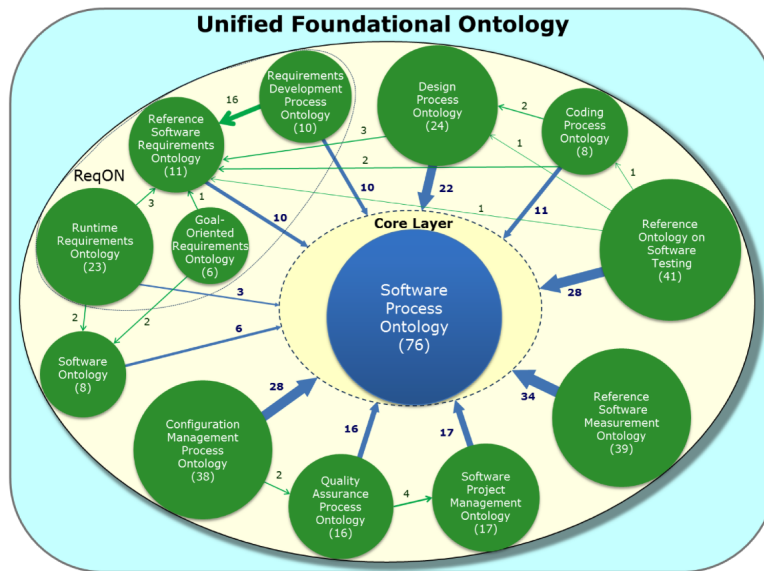 Unified Foundational Ontology
Requirements
Development
Process
Ontology
(10)
Design
Process
Ontology
(24)
Coding
Process
Ontology
(8)
Reference
Software
Requirements
Ontology
(11)
16
3
2
2
1
1
ReqON
3
1
10
10
22
11
1
Runtime
Requirements
Ontology
(23)
Goal-
Oriented
Requirements
Ontology
(6)
Core Layer
Reference
Ontology on
Software
Testing
(41)
Software
Process
Ontology
(76)
3
28
2
2
6
Software
Ontology
(8)
28
34
Configuration
Management
Process
Ontology
(38)
Reference
Software
Measurement
Ontology
(39)
16
17
2
Quality
Assurance
Process
Ontology
(16)
4
Software
Project
Management
Ontology
(17)